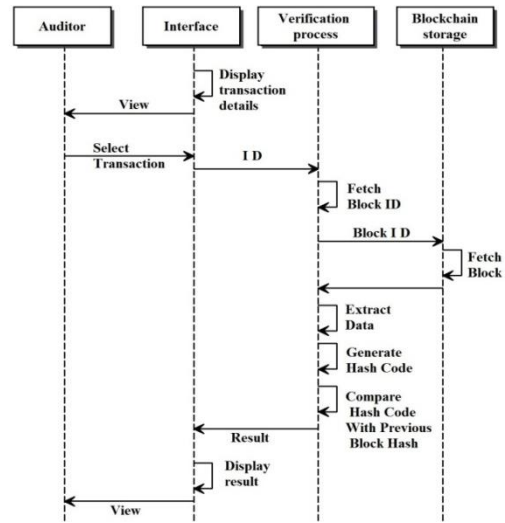 Auditor
Interface
Verification
process
Blockchain
storage
Display
transaction
details
View
Select
Transaction
I D
Fetch
Block ID
Block I D
Fetch
Block
Extract
Data
Generate
Hash Code
Compare
Hash Code
With Previous
Block Hash
Result
Display
result
View